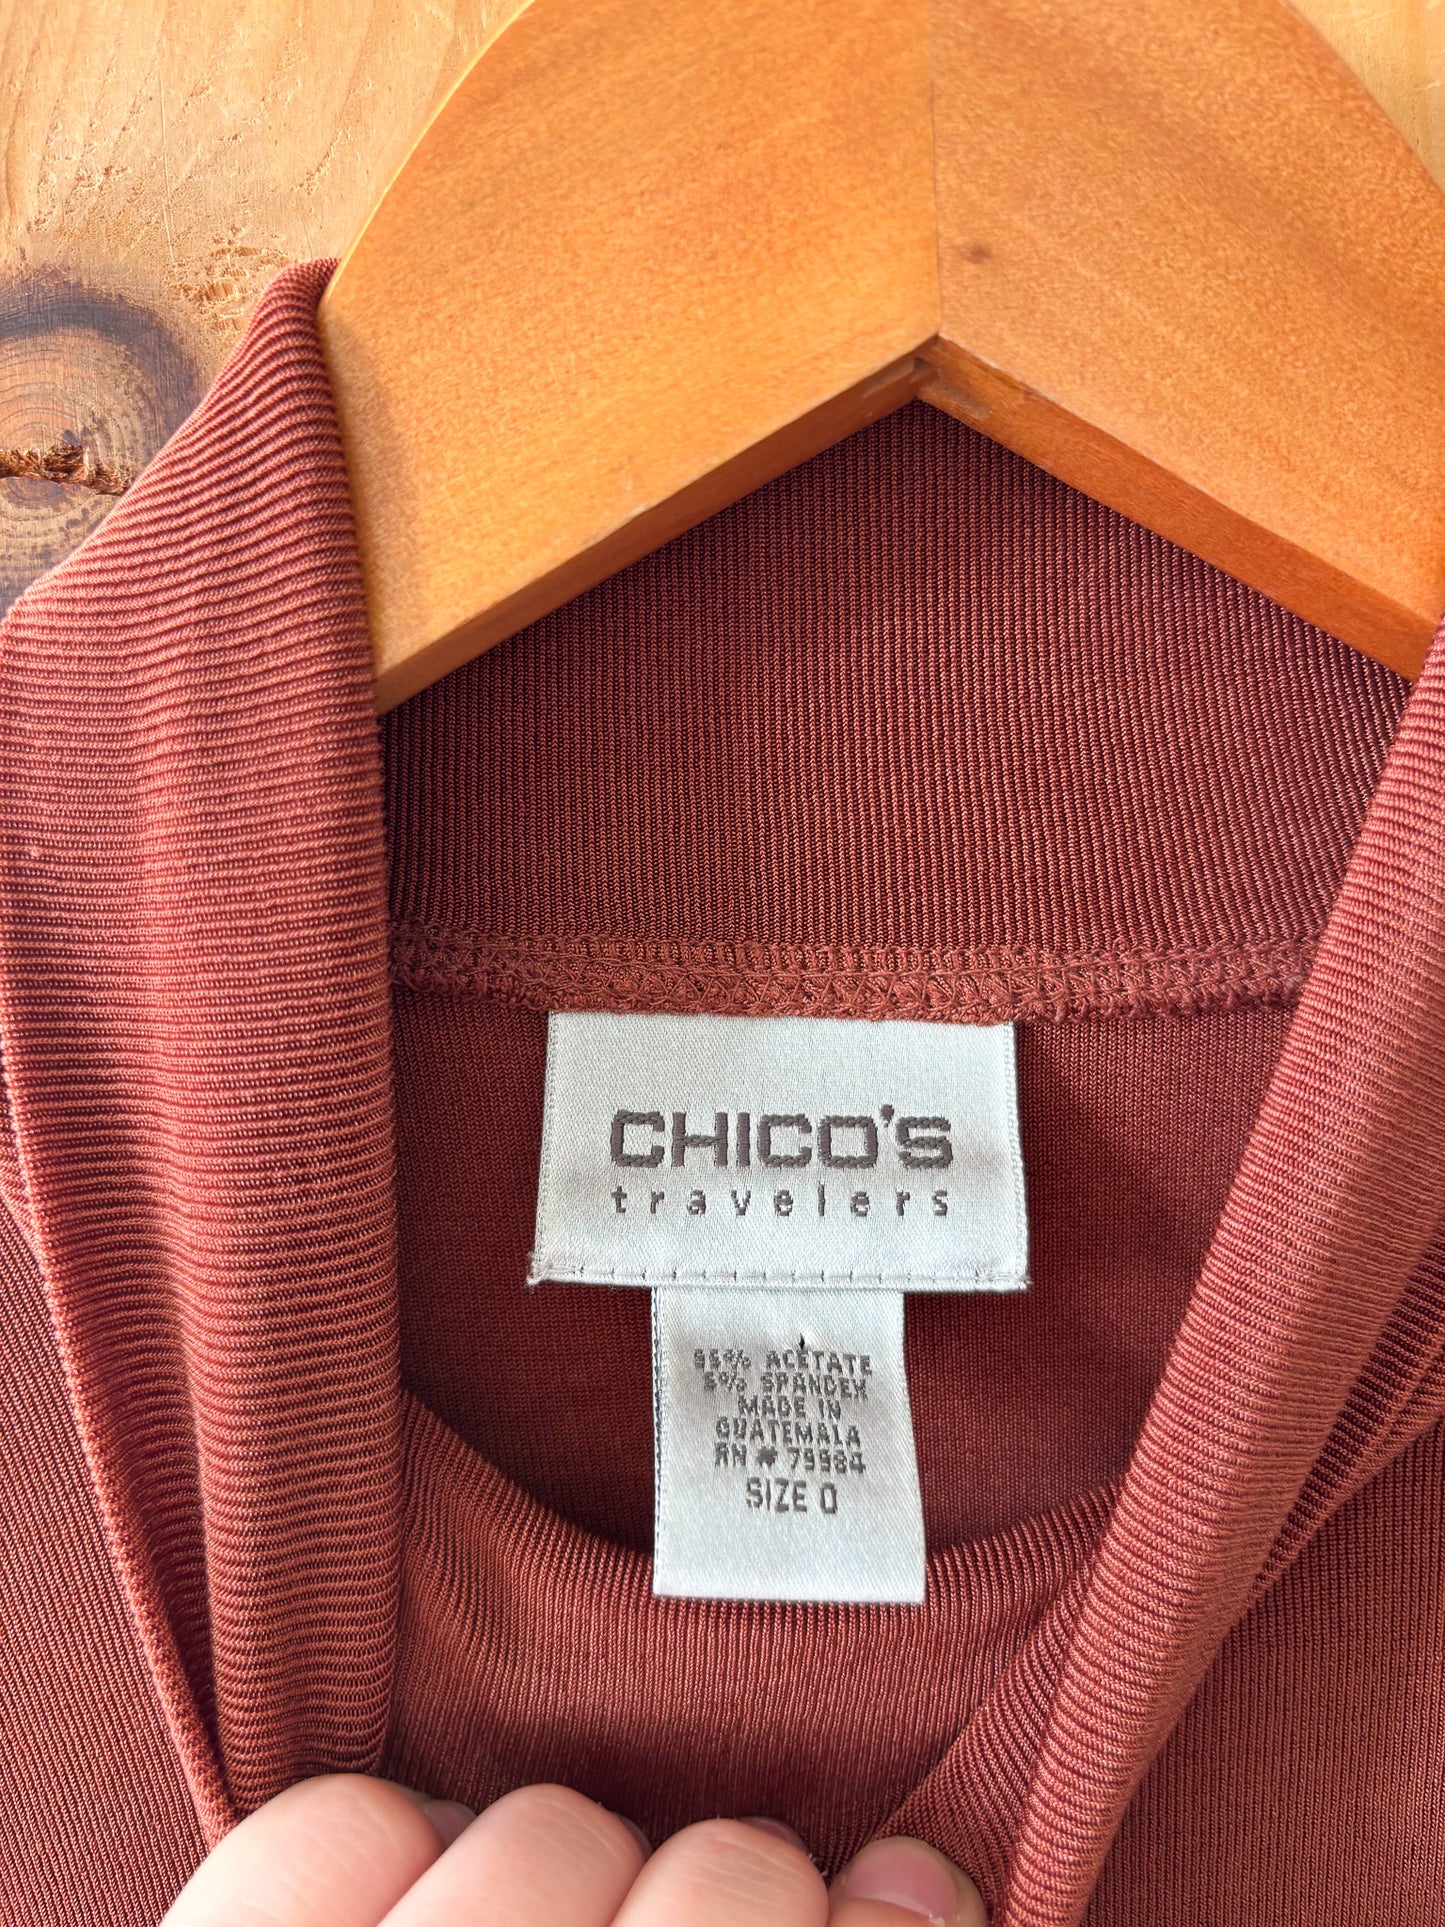 CHICO'S
travelers
95% ACETATE
5% SPANDEX
MADE IN
GUATEMALA
RN # 79984
SIZE 0